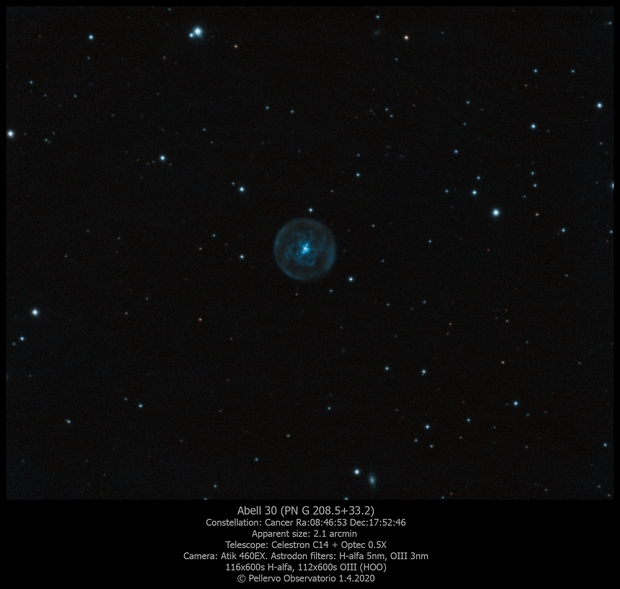 Abell 30 (PN G 208.5+33.2)
Constellation: Cancer Ra:08:46:53 Dec:17:52:46
Apparent size: 2.1 arcmin
Telescope: Celestron C14 + Optec 0.5X
Camera: Atik 460EX. Astrodon filters: H-alfa 5nm, OIII 3nm
116x600s H-alfa, 112x600s OIII (HOO)
© Pellervo Observatorio 1.4.2020